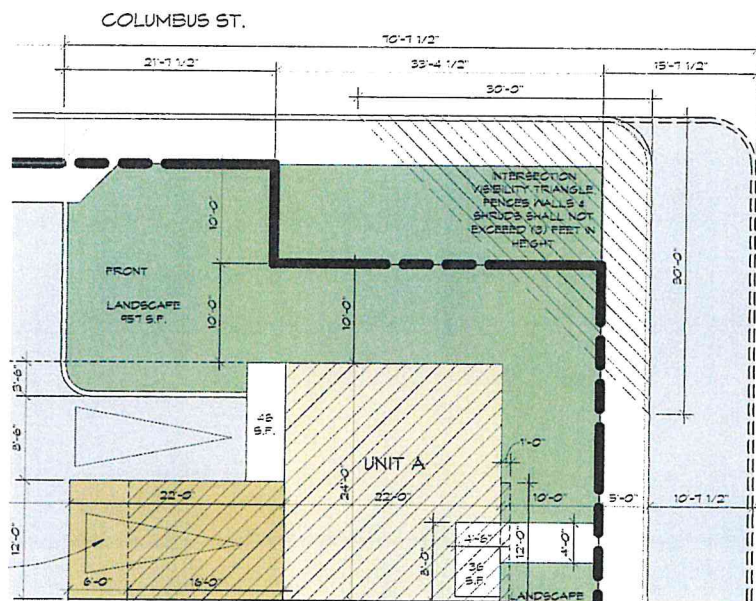 COLUMBUS ST.
70'-7 1/2"
21'-7 1/2"
33'-4 1/2"
15'-7 1/2"
30'-0"
INTERSECTION
VISIBILITY TRIANGLE
FENCES WALLS &
SHRUBS SHALL NOT
EXCEED (3) FEET IN
HEIGHT
10'-0"
30'-0"
FRONT
LANDSCAPE
957 S.F.
10'-0"
10'-0"
3'-6"
8'-6"
48
S.F.
UNIT A
1'-0"
22'-0"
24'-0"
22'-0"
10'-0"
5'-0"
10'-7 1/2"
12'-0"
8'-0"
4'-6"
12'-0"
4'-0"
36
S.F.
6'-0"
16'-0"
LANDSCAPE